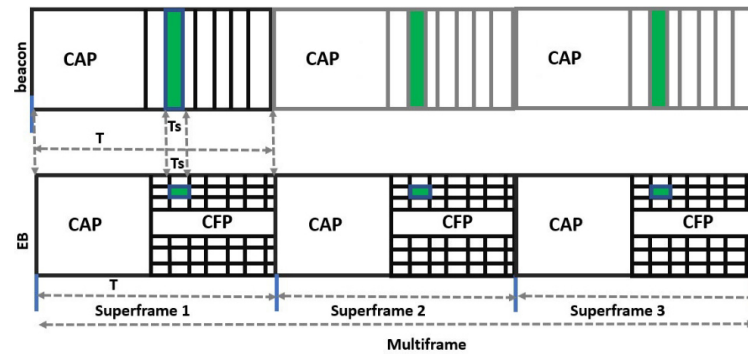 beacon
CAP
CAP
CAP
Ts
T
Ts
EB
CAP
CFP
CAP
CFP
CAP
CFP
T
Superframe 1
Superframe 2
Superframe 3
Multiframe